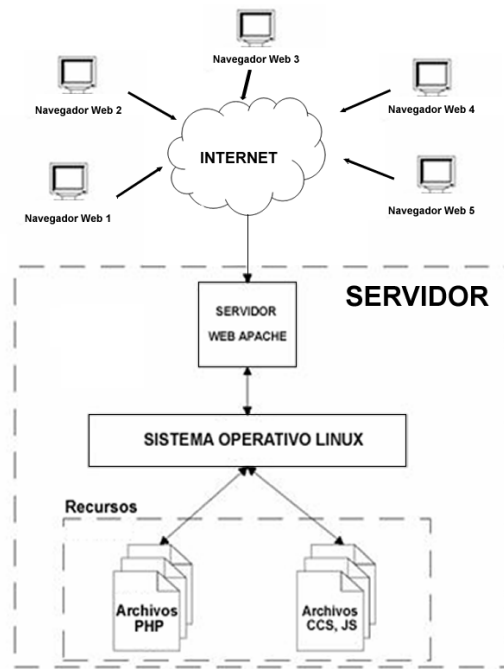 Navegador Web 3
Navegador Web 2
Navegador Web 4
INTERNET
Navegador Web 1
Navegador Web 5
SERVIDOR
SERVIDOR
WEB APACHE
SISTEMA OPERATIVO LINUX
Recursos
Archivos
PHP
Archivos
CCS, JS